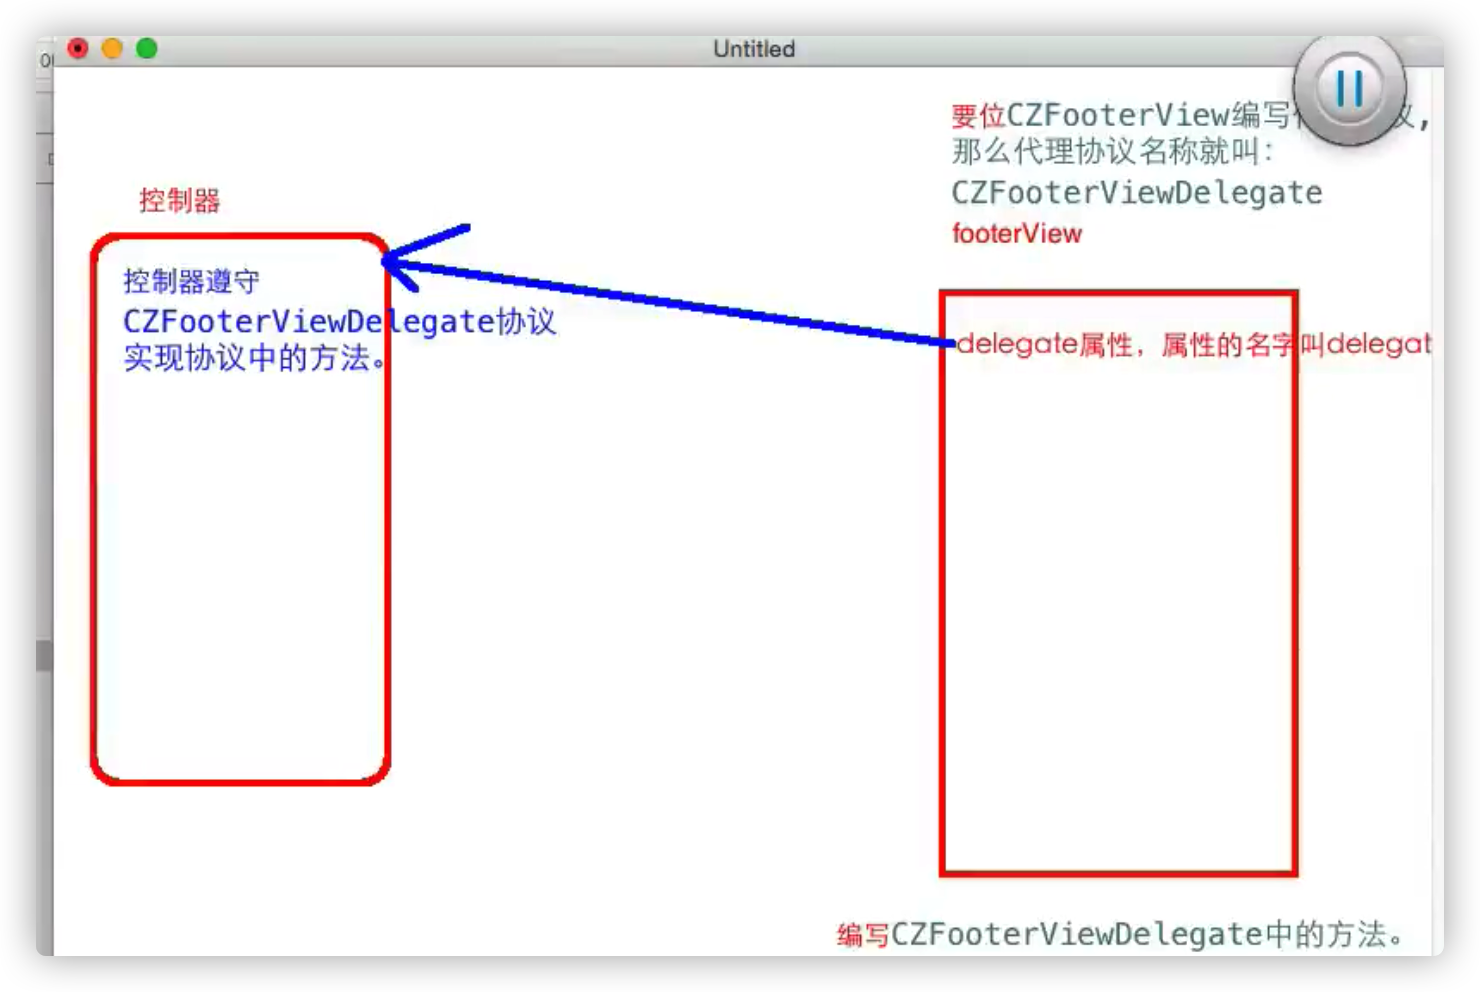 Untitled
要位CZFooterView编写
那么代理协议名称就叫：
CZFooterViewDelegate
footerView
控制器
控制器遵守
CZFooterViewDelegate协议
实现协议中的方法。
delegate属性，属性的名字叫delegat
编写CZFooterViewDelegate中的方法。